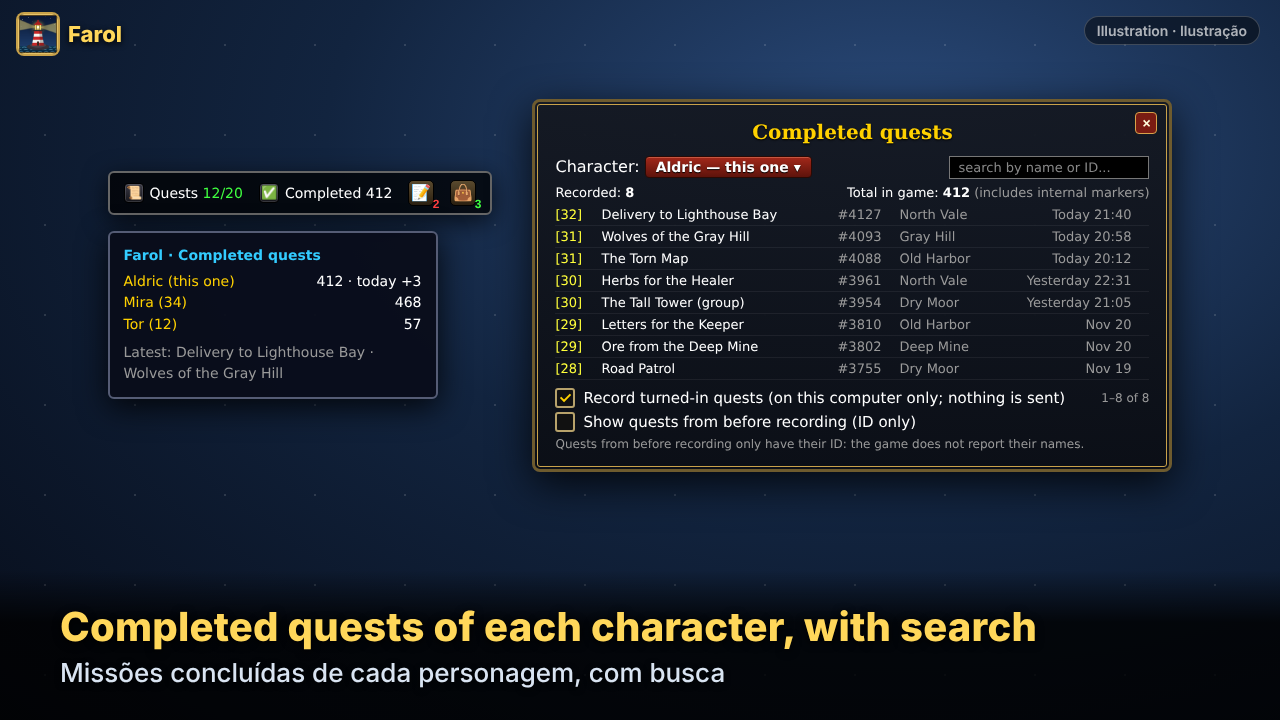 Farol
Illustration · Ilustração
Quests 12/20 Completed 412 2 3
Farol · Completed quests
Aldric (this one) 412 · today +3
Mira (34) 468
Tor (12) 57
Latest: Delivery to Lighthouse Bay ·
Wolves of the Gray Hill
Completed quests
×
Character: Aldric — this one ▾ search by name or ID...
Recorded: 8 Total in game: 412 (includes internal markers)
[32] Delivery to Lighthouse Bay #4127 North Vale Today 21:40
[31] Wolves of the Gray Hill #4093 Gray Hill Today 20:58
[31] The Torn Map #4088 Old Harbor Today 20:12
[30] Herbs for the Healer #3961 North Vale Yesterday 22:31
[30] The Tall Tower (group) #3954 Dry Moor Yesterday 21:05
[29] Letters for the Keeper #3810 Old Harbor Nov 20
[29] Ore from the Deep Mine #3802 Deep Mine Nov 20
[28] Road Patrol #3755 Dry Moor Nov 19
Record turned-in quests (on this computer only; nothing is sent) 1–8 of 8
Show quests from before recording (ID only)
Quests from before recording only have their ID: the game does not report their names.
Completed quests of each character, with search
Missões concluídas de cada personagem, com busca